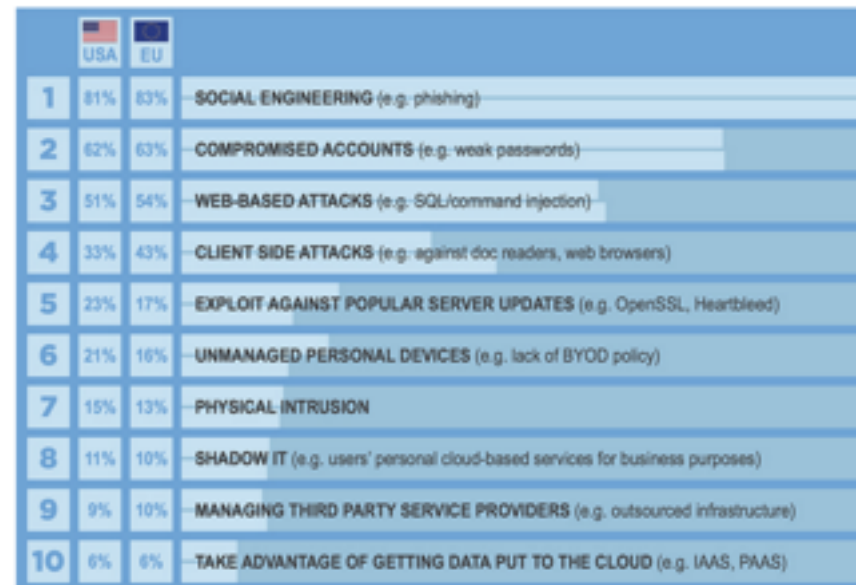 USA EU
1 81% 83% SOCIAL ENGINEERING (e.g. phishing)
2 62% 63% COMPROMISED ACCOUNTS (e.g. weak passwords)
3 51% 54% WEB-BASED ATTACKS (e.g. SQL/command injection)
4 33% 43% CLIENT SIDE ATTACKS (e.g. against doc readers, web browsers)
5 23% 17% EXPLOIT AGAINST POPULAR SERVER UPDATES (e.g. OpenSSL, Heartbleed)
6 21% 16% UNMANAGED PERSONAL DEVICES (e.g. lack of BYOD policy)
7 15% 13% PHYSICAL INTRUSION
8 11% 10% SHADOW IT (e.g. users' personal cloud-based services for business purposes)
9 9% 10% MANAGING THIRD PARTY SERVICE PROVIDERS (e.g. outsourced infrastructure)
10 6% 6% TAKE ADVANTAGE OF GETTING DATA PUT TO THE CLOUD (e.g. IAAS, PAAS)